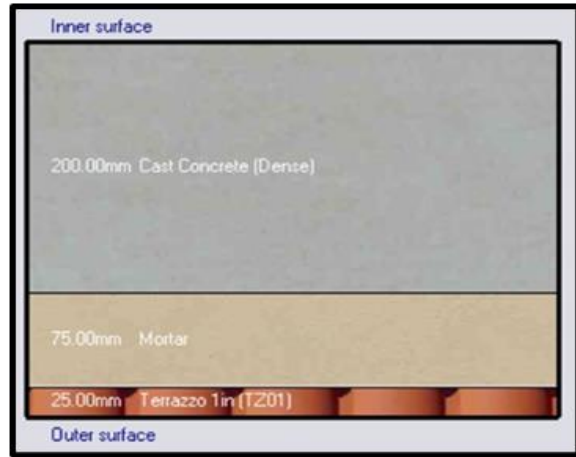 Inner surface
200.00mm Cast Concrete (Dense)
75.00mm Mortar
25.00mm Terrazzo 1in (TZ01)
Outer surface